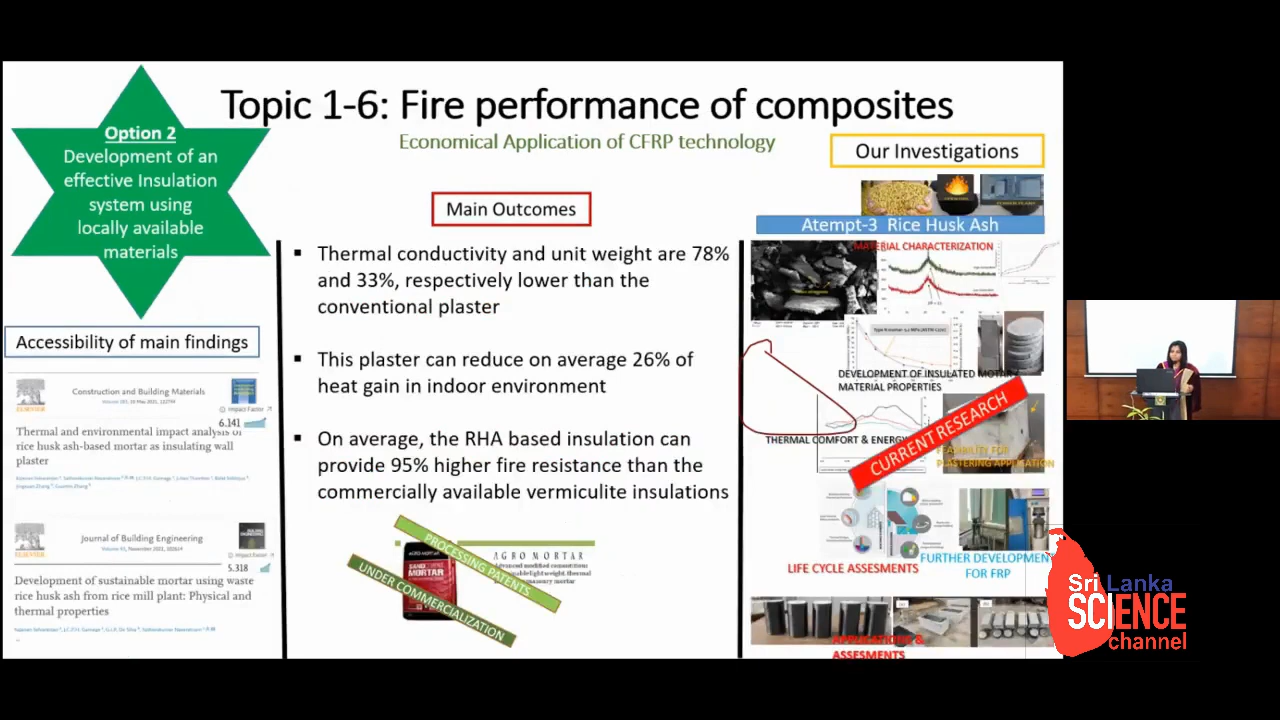 Topic 1-6: Fire performance of composites
Economical Application of CFRP technology
Option 2
Development of an
effective Insulation
system using
locally available
materials
Accessibility of main findings
ELSEVIER
Construction and Building Materials
Impact Factor
6.141
Thermal and environmental impact analysis of
rice husk ash-based mortar as insulating wall
plaster
ELSEVIER
Journal of Building Engineering
Impact Factor
5.318
Development of sustainable mortar using waste
rice husk ash from rice mill plant: Physical and
thermal properties
Main Outcomes
Thermal conductivity and unit weight are 78%
and 33%, respectively lower than the
conventional plaster
This plaster can reduce on average 26% of
heat gain in indoor environment
On average, the RHA based insulation can
provide 95% higher fire resistance than the
commercially available vermiculite insulations
PROCESSING PATENTS
UNDER COMMERCIALIZATION
MORTAR
AGRO MORTAR
Our Investigations
Atempt-3 Rice Husk Ash
MATERIAL CHARACTERIZATION
DEVELOPMENT OF INSULATED MOTAR /
MATERIAL PROPERTIES
THERMAL COMFORT & ENERGY
CURRENT RESEARCH
FEASIBILITY FOR
PLASTERING APPLICATION
LIFE CYCLE ASSESMENTS
FURTHER DEVELOPMENT
FOR FRP
APPLICATIONS &
ASSESMENTS
Sri Lanka
SCIENCE
channel